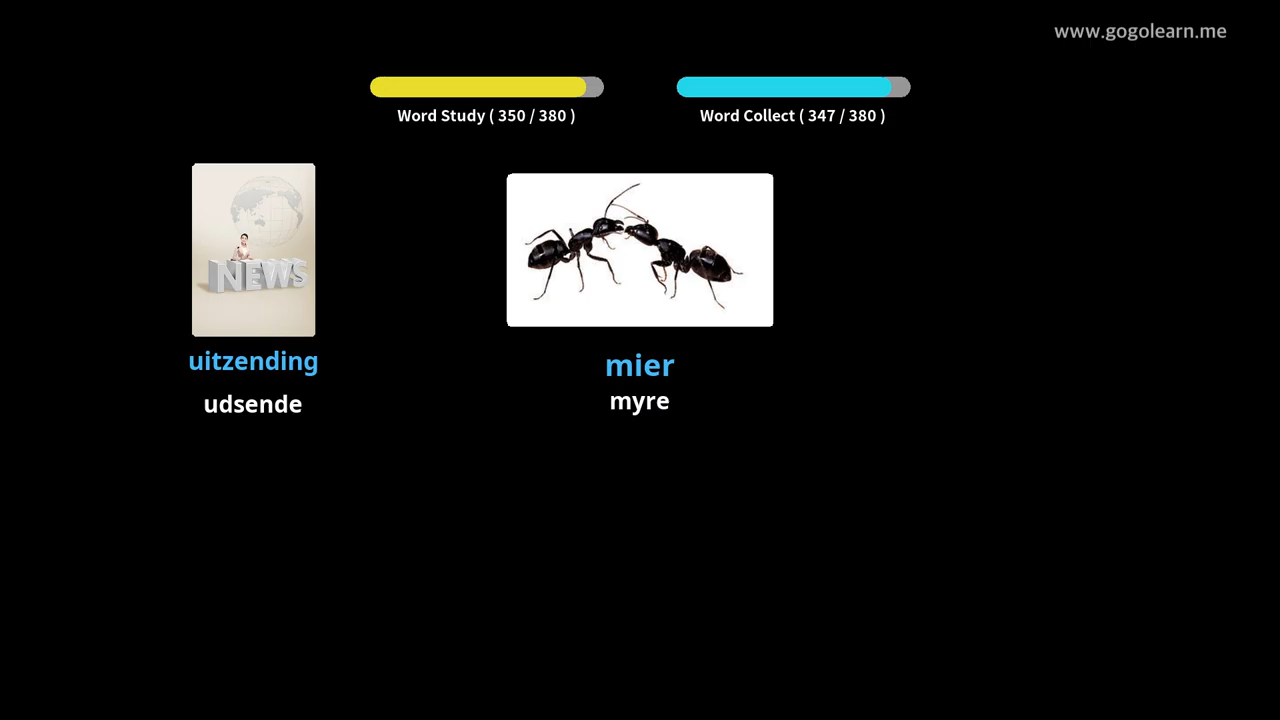 www.gogolearn.me
Word Study ( 350 / 380 )
Word Collect ( 347 / 380 )
NEWS
uitzending
udsende
mier
myre